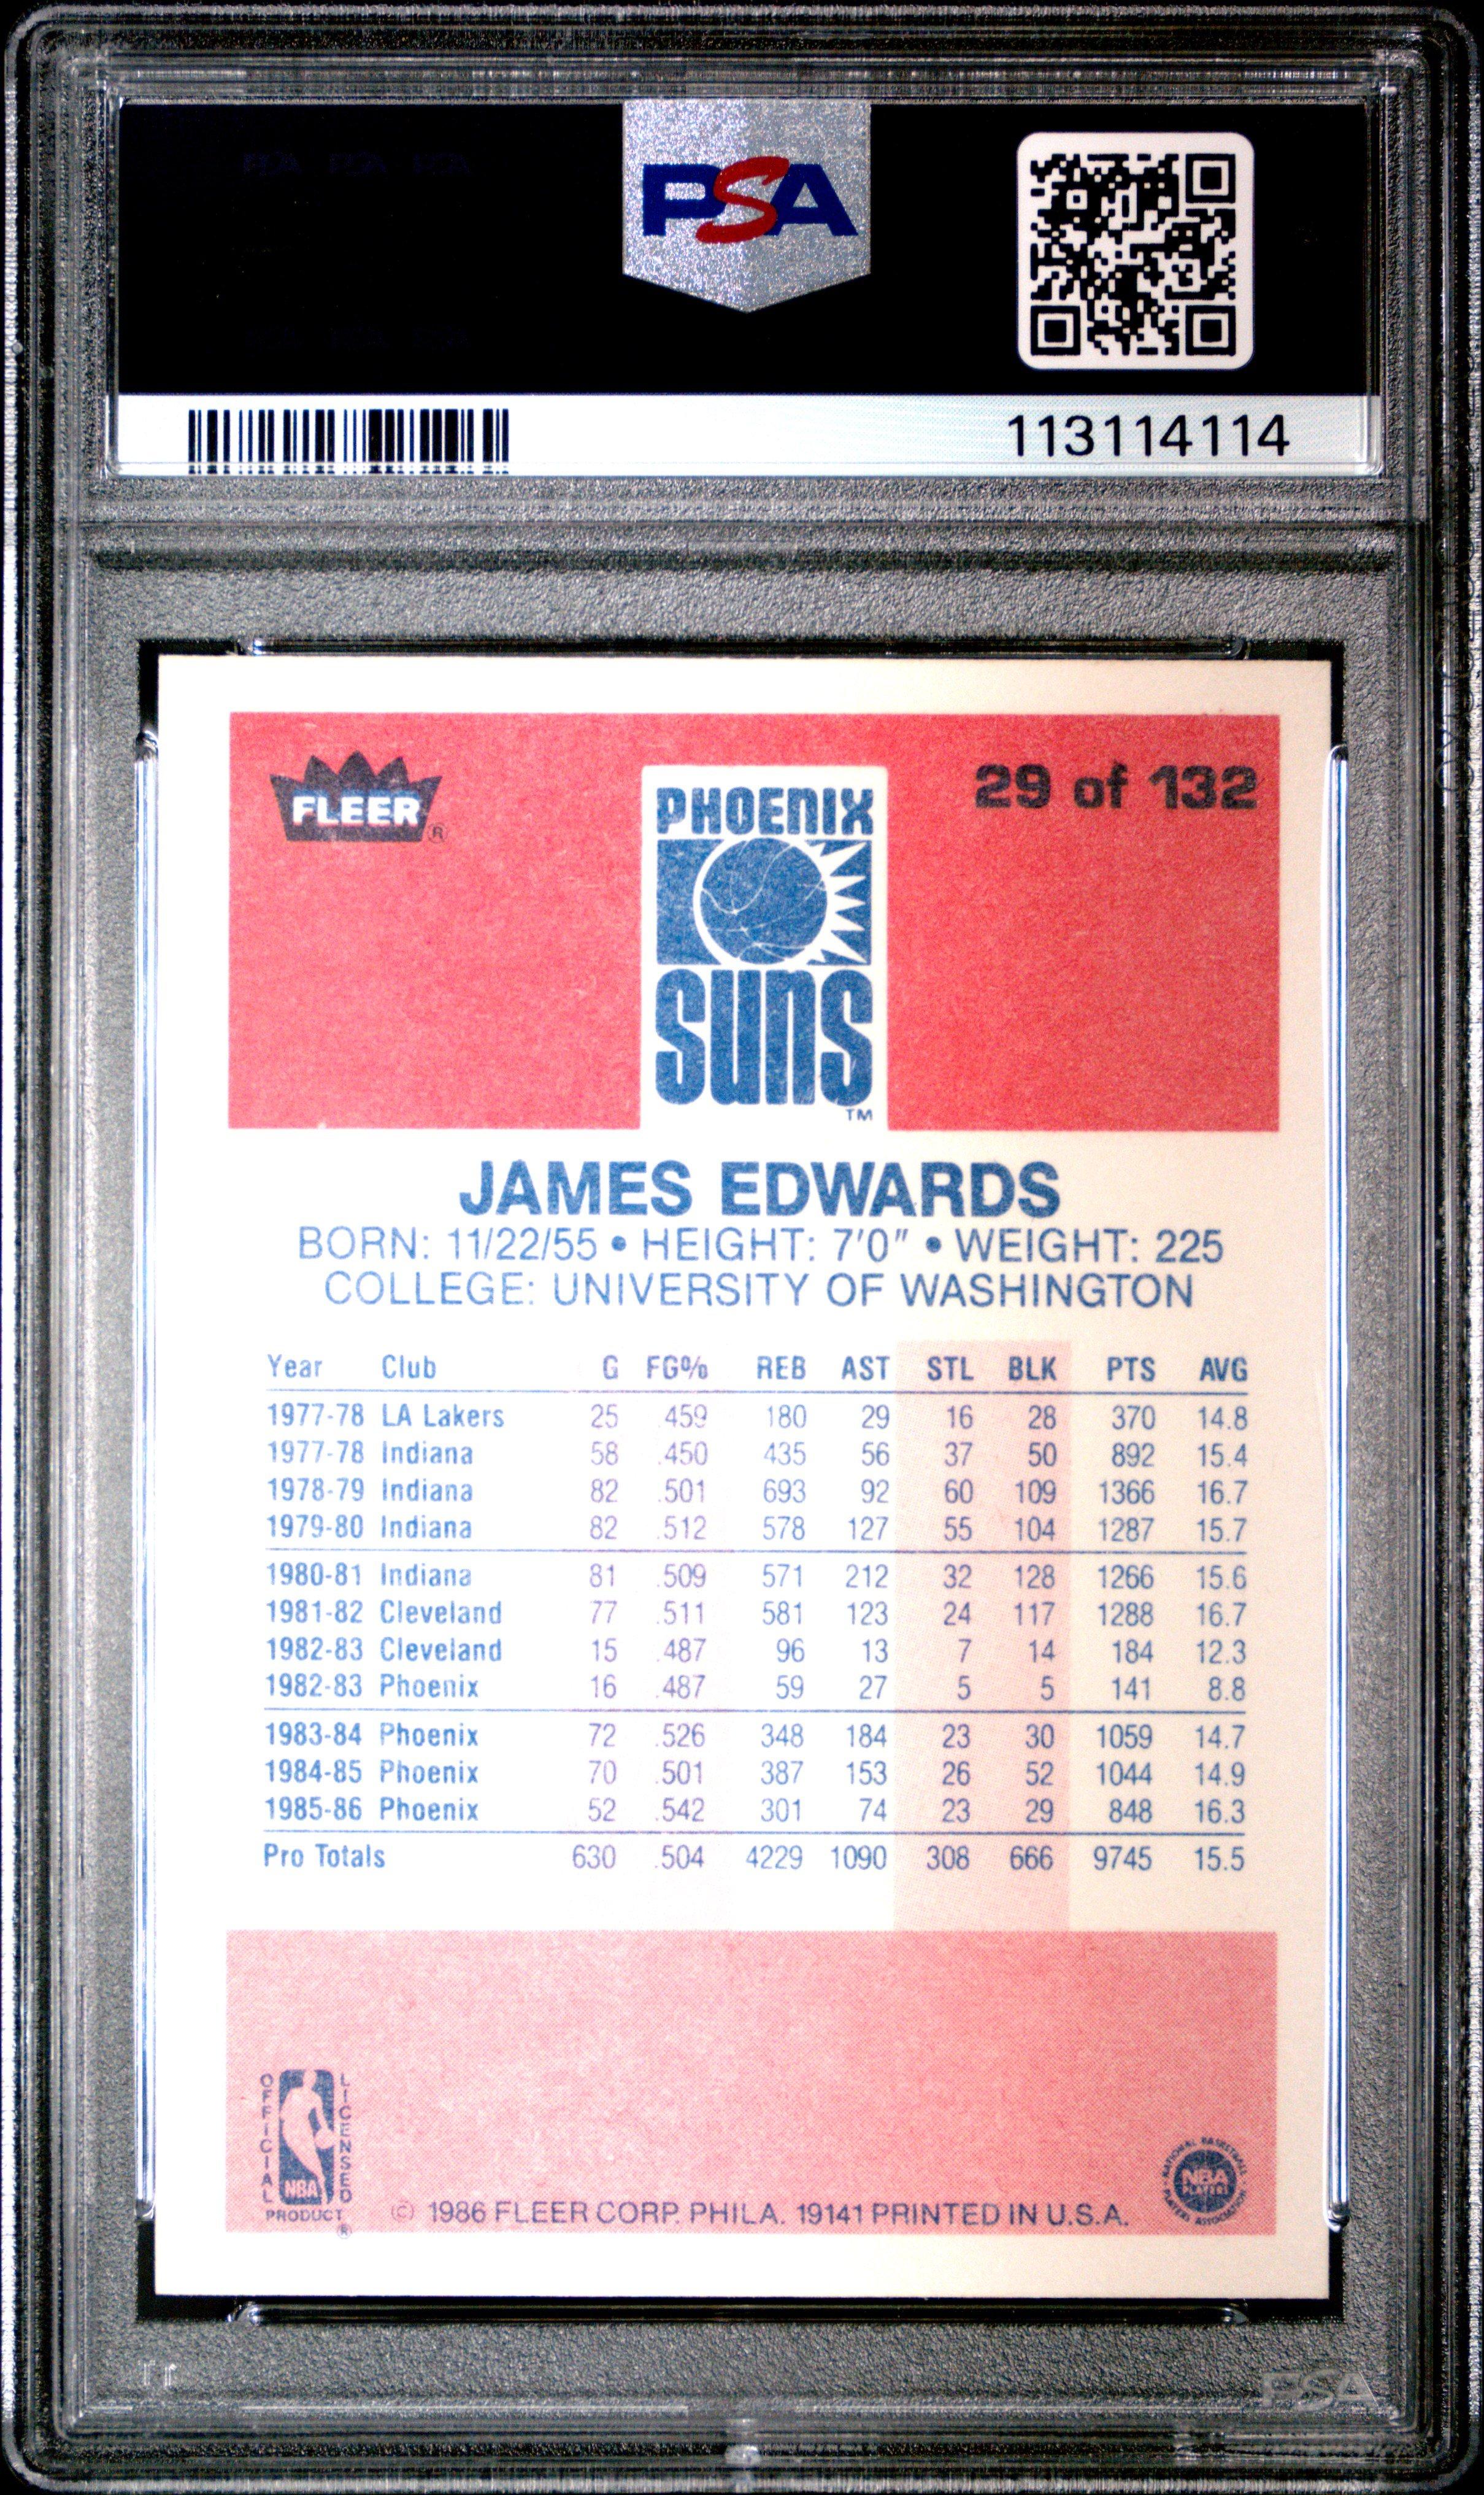 PSA
113114114
FLEER ®
29 of 132
PHOENIX
SUNS
TM
JAMES EDWARDS
BORN: 11/22/55 • HEIGHT: 7'0" • WEIGHT: 225
COLLEGE: UNIVERSITY OF WASHINGTON
Year Club G FG% REB AST STL BLK PTS AVG
1977-78 LA Lakers 25 .459 180 29 16 28 370 14.8
1977-78 Indiana 58 .450 435 56 37 50 892 15.4
1978-79 Indiana 82 .501 693 92 60 109 1366 16.7
1979-80 Indiana 82 .512 578 127 55 104 1287 15.7
1980-81 Indiana 81 .509 571 212 32 128 1266 15.6
1981-82 Cleveland 77 .511 581 123 24 117 1288 16.7
1982-83 Cleveland 15 .487 96 13 7 14 184 12.3
1982-83 Phoenix 16 .487 59 27 5 5 141 8.8
1983-84 Phoenix 72 .526 348 184 23 30 1059 14.7
1984-85 Phoenix 70 .501 387 153 26 52 1044 14.9
1985-86 Phoenix 52 .542 301 74 23 29 848 16.3
Pro Totals 630 .504 4229 1090 308 666 9745 15.5
OFFICIAL
LICENSED
NBA
PRODUCT ®
© 1986 FLEER CORP. PHILA. 19141 PRINTED IN U.S.A.
NATIONAL BASKETBALL
NBA
PLAYERS
PLAYERS ASSOCIATION
PSA